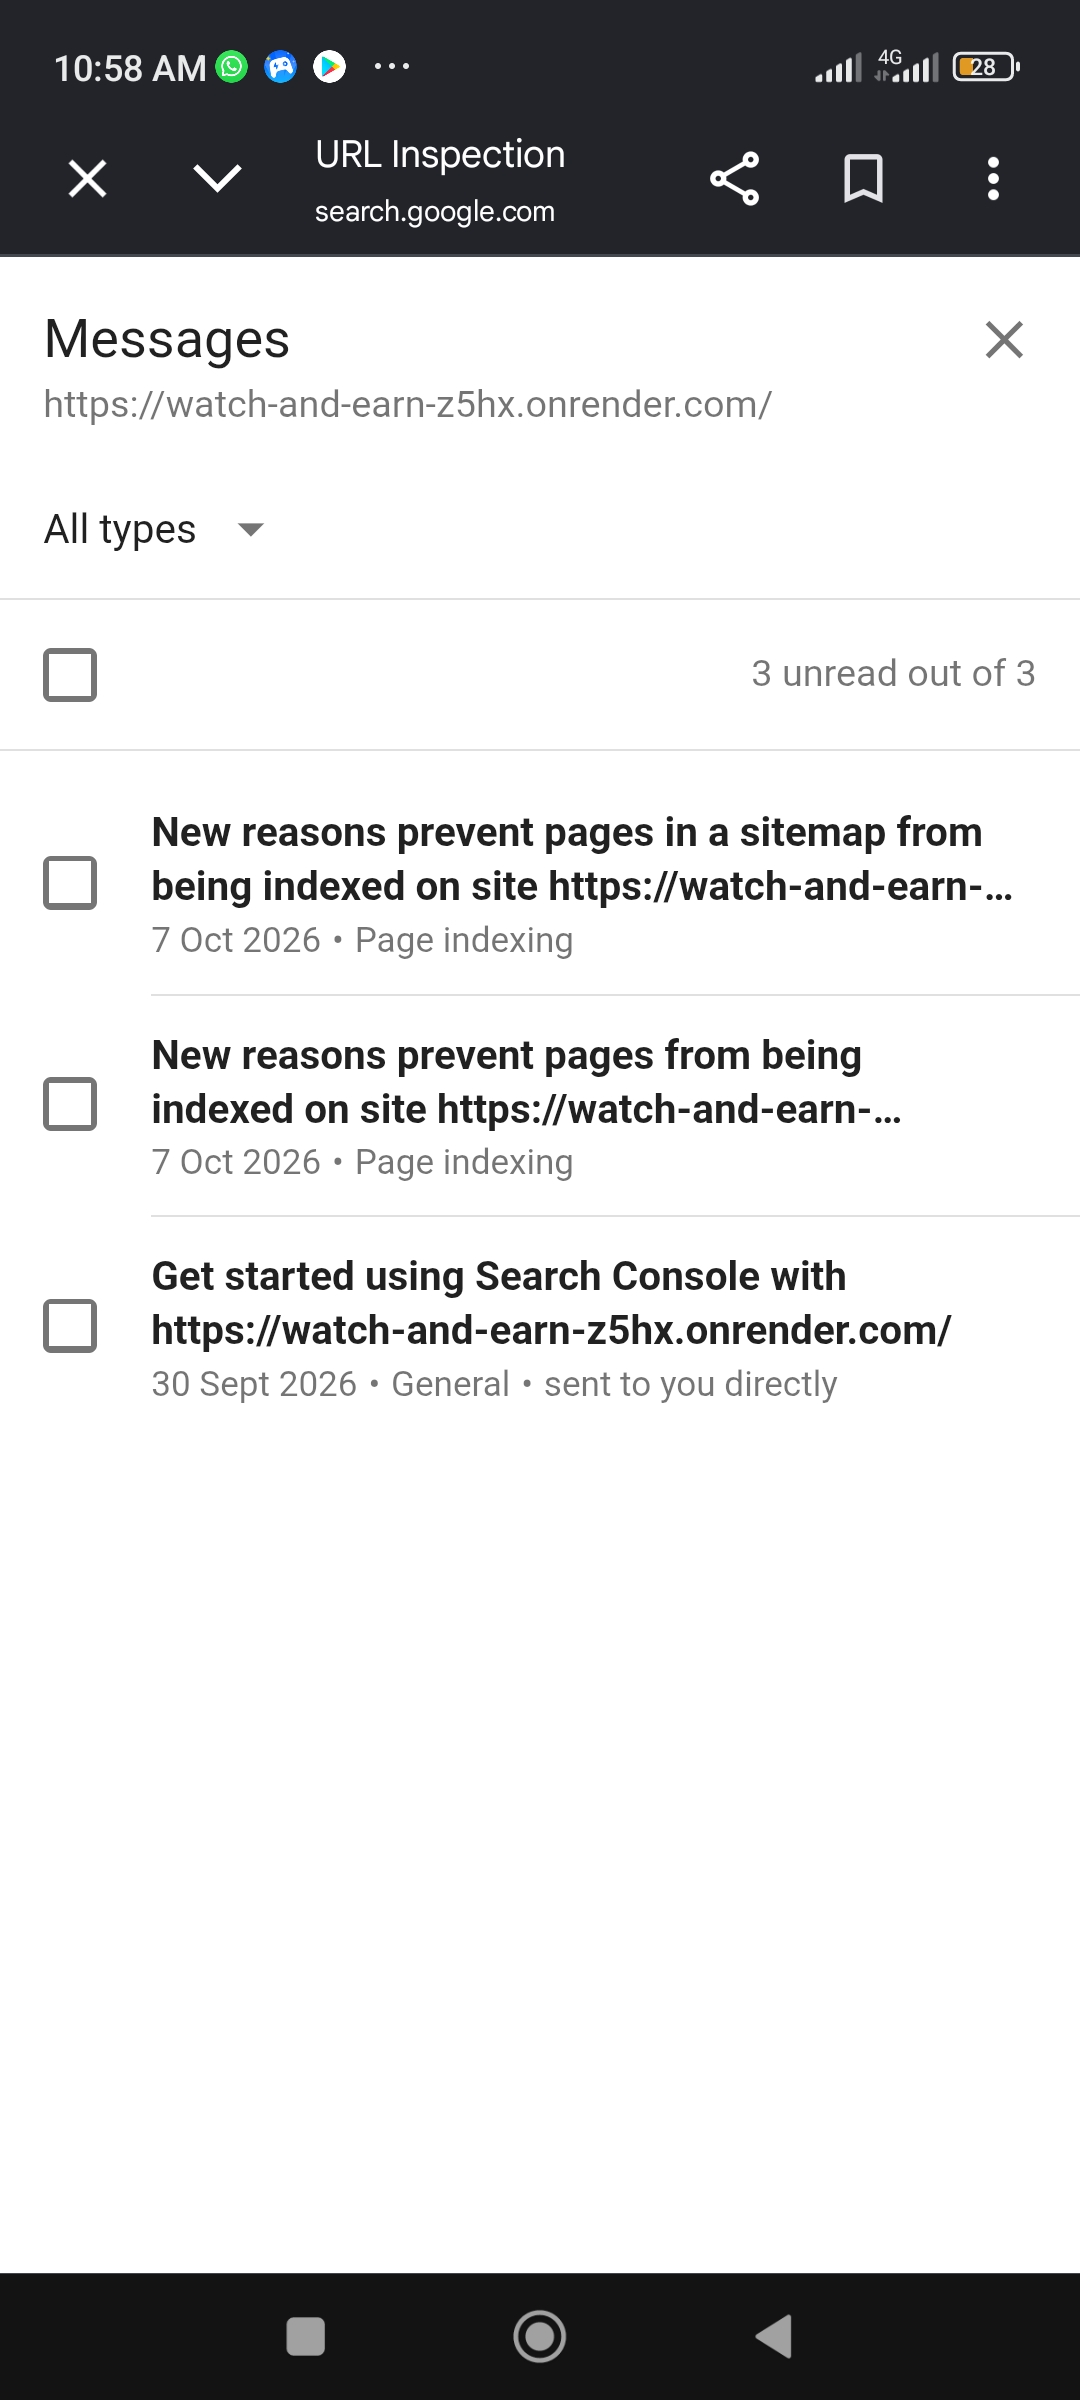 10:58 AM
4G
28
URL Inspection
search.google.com
Messages
https://watch-and-earn-z5hx.onrender.com/
All types
3 unread out of 3
New reasons prevent pages in a sitemap from
being indexed on site https://watch-and-earn-...
7 Oct 2026 • Page indexing
New reasons prevent pages from being
indexed on site https://watch-and-earn-...
7 Oct 2026 • Page indexing
Get started using Search Console with
https://watch-and-earn-z5hx.onrender.com/
30 Sept 2026 • General • sent to you directly